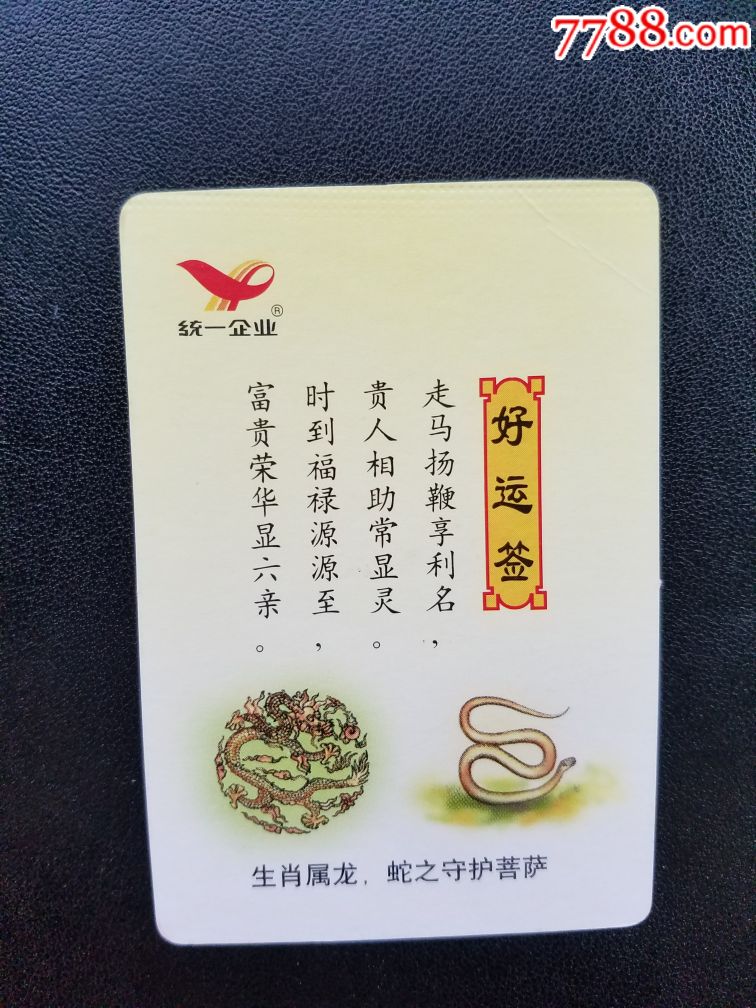 7788.com
统一企业®
好运签
走马扬鞭享利名，
贵人相助常显灵。
时到福禄源源至，
富贵荣华显六亲。
生肖属龙，蛇之守护菩萨